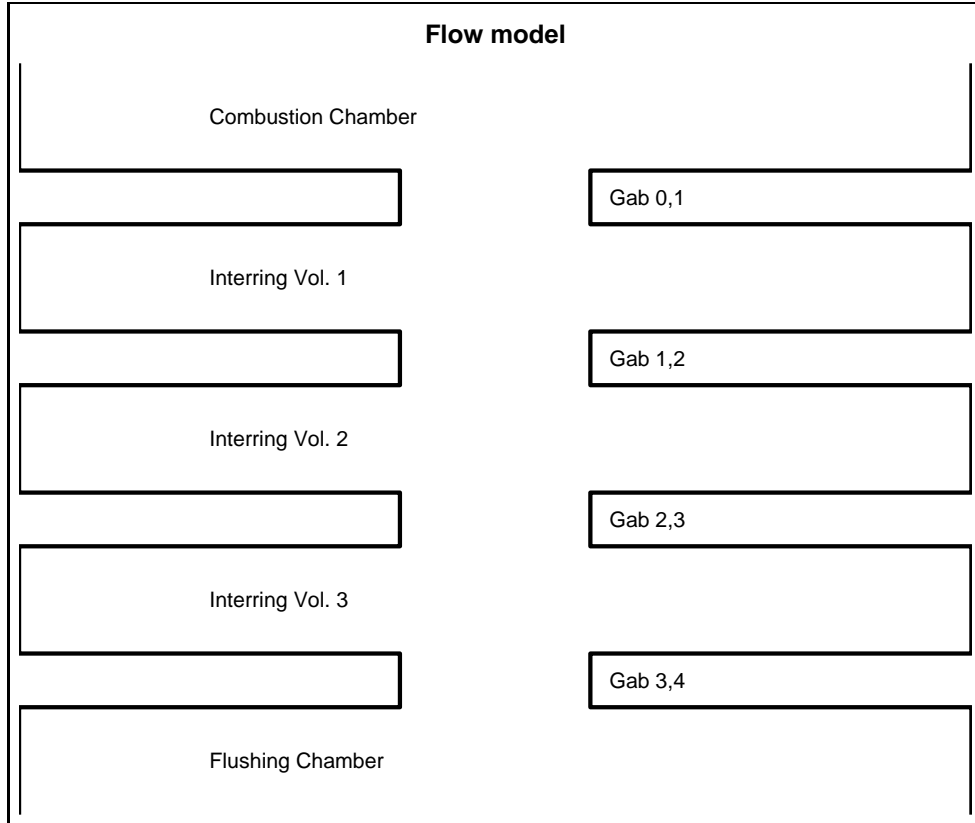 Flow model
Combustion Chamber
Gab 0,1
Interring Vol. 1
Gab 1,2
Interring Vol. 2
Gab 2,3
Interring Vol. 3
Gab 3,4
Flushing Chamber